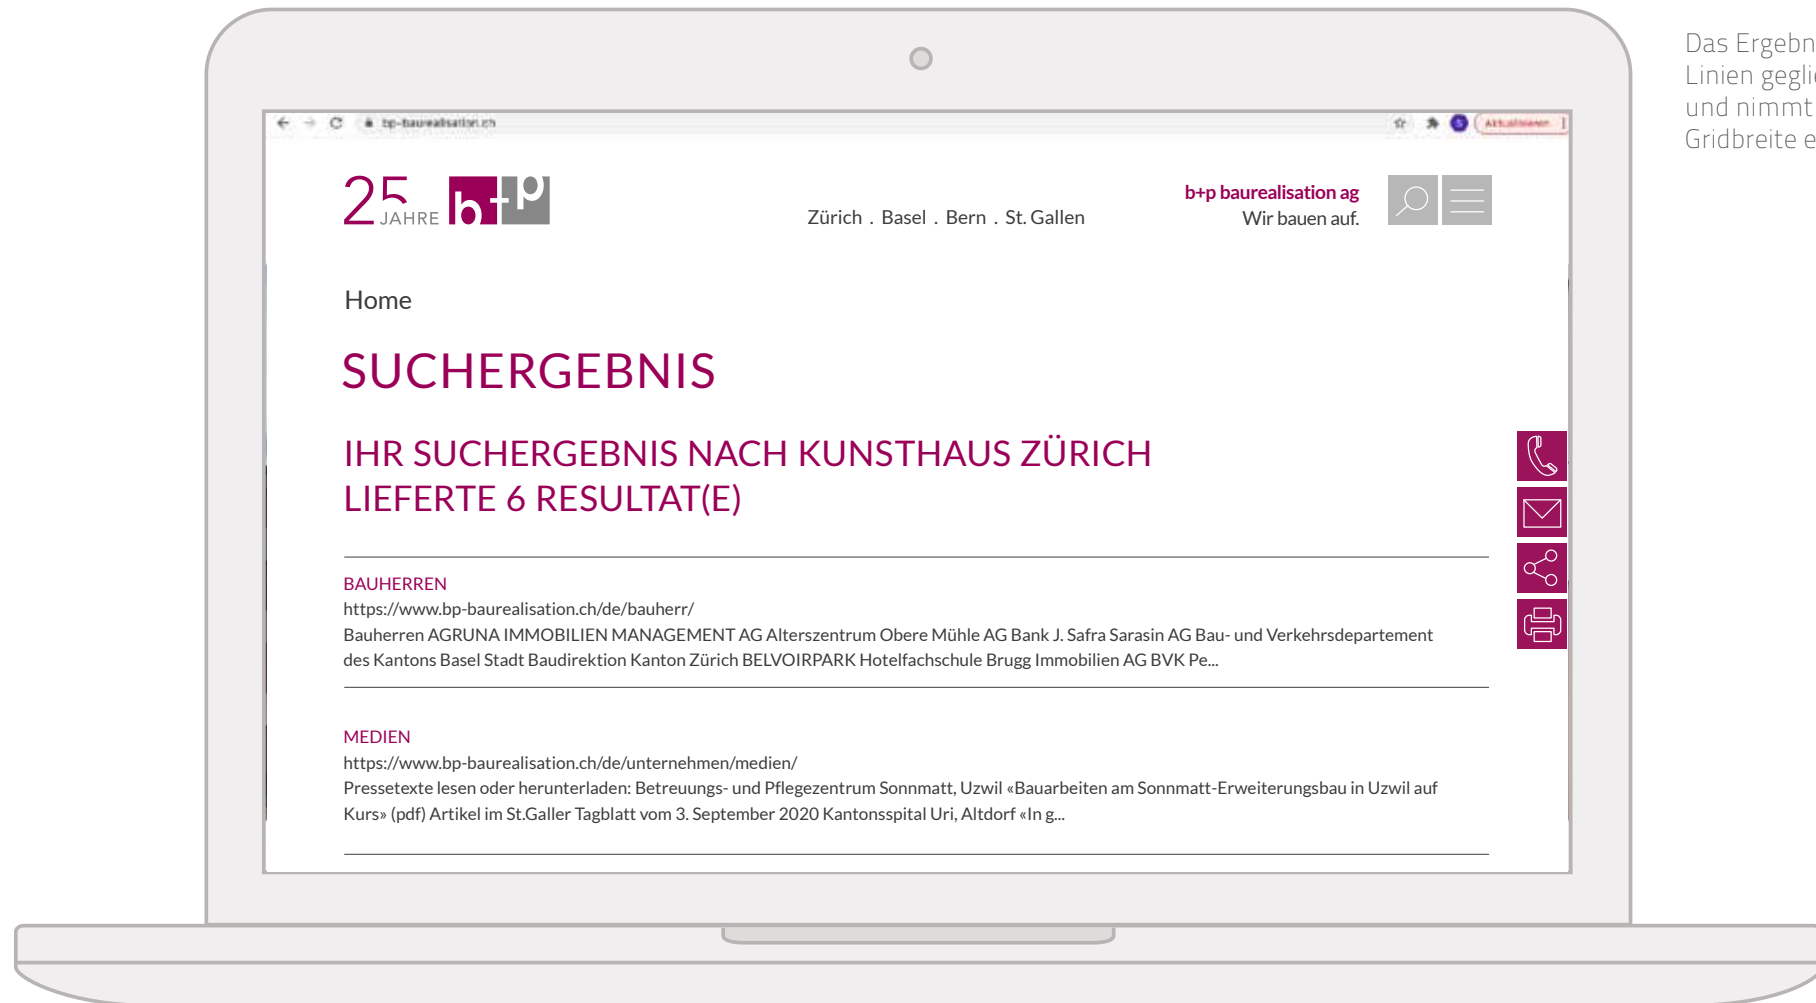 bp-baurealisation.ch
S
Aktualisieren
25 JAHRE b+p
Zürich . Basel . Bern . St. Gallen
b+p baurealisation ag
Wir bauen auf.
Home
SUCHERGEBNIS
IHR SUCHERGEBNIS NACH KUNSTHAUS ZÜRICH
LIEFERTE 6 RESULTAT(E)
BAUHERREN
https://www.bp-baurealisation.ch/de/bauherr/
Bauherren AGRUNA IMMOBILIEN MANAGEMENT AG Alterszentrum Obere Mühle AG Bank J. Safra Sarasin AG Bau- und Verkehrsdepartement
des Kantons Basel Stadt Baudirektion Kanton Zürich BELVOIRPARK Hotelfachschule Brugg Immobilien AG BVK Pe...
MEDIEN
https://www.bp-baurealisation.ch/de/unternehmen/medien/
Pressetexte lesen oder herunterladen: Betreuungs- und Pflegezentrum Sonnmatt, Uzwil «Bauarbeiten am Sonnmatt-Erweiterungsbau in Uzwil auf
Kurs» (pdf) Artikel im St.Galler Tagblatt vom 3. September 2020 Kantonsspital Uri, Altdorf «In g...
Das Ergebn
Linien geglie
und nimmt
Gridbreite e